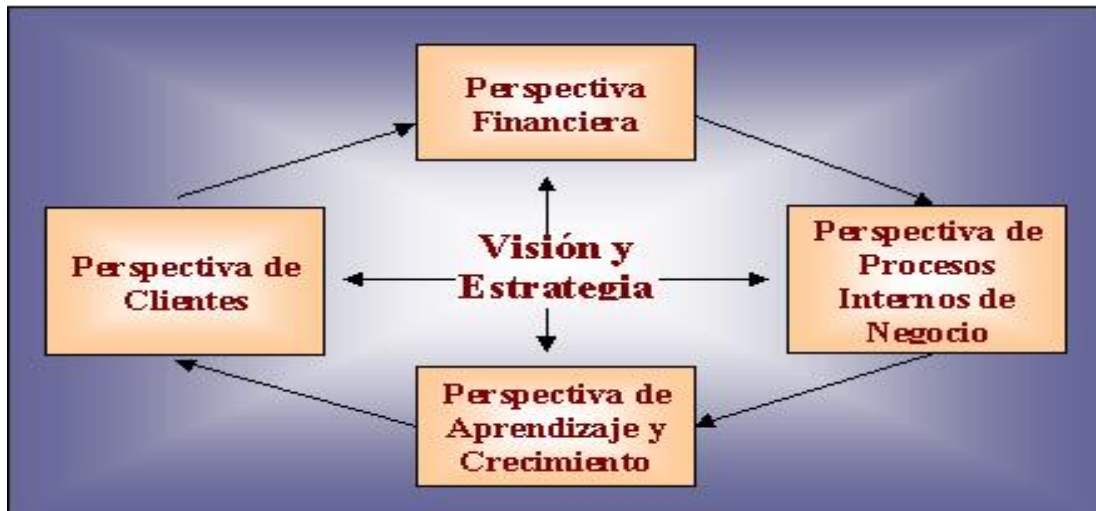 Perspectiva
Financiera
Perspectiva de
Clientes
Visión y
Estrategia
Perspectiva de
Procesos
Internos de
Negocio
Perspectiva de
Aprendizaje y
Crecimiento